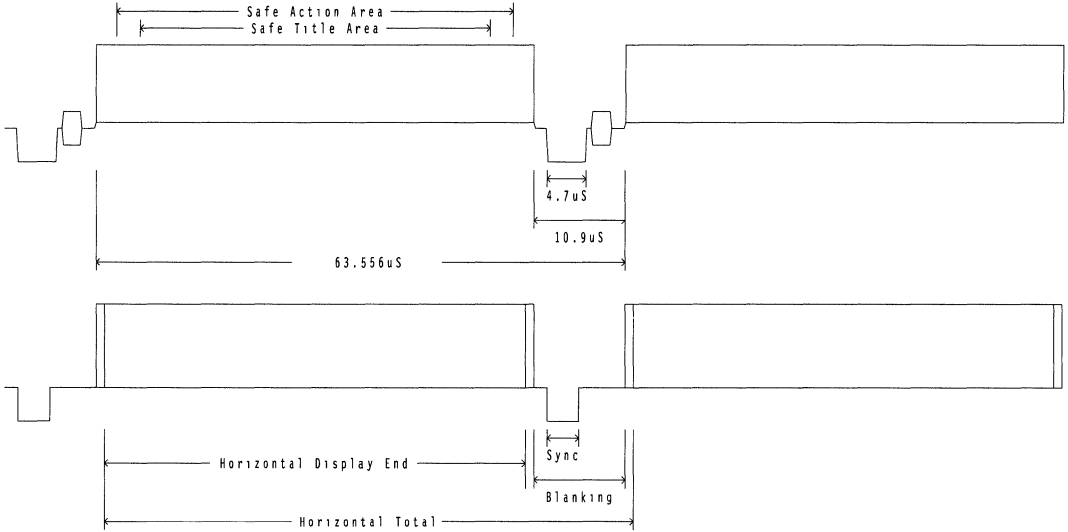 Safe Action Area
Safe Title Area
4.7uS
10.9uS
63.556uS
Sync
Horizontal Display End
Blanking
Horizontal Total